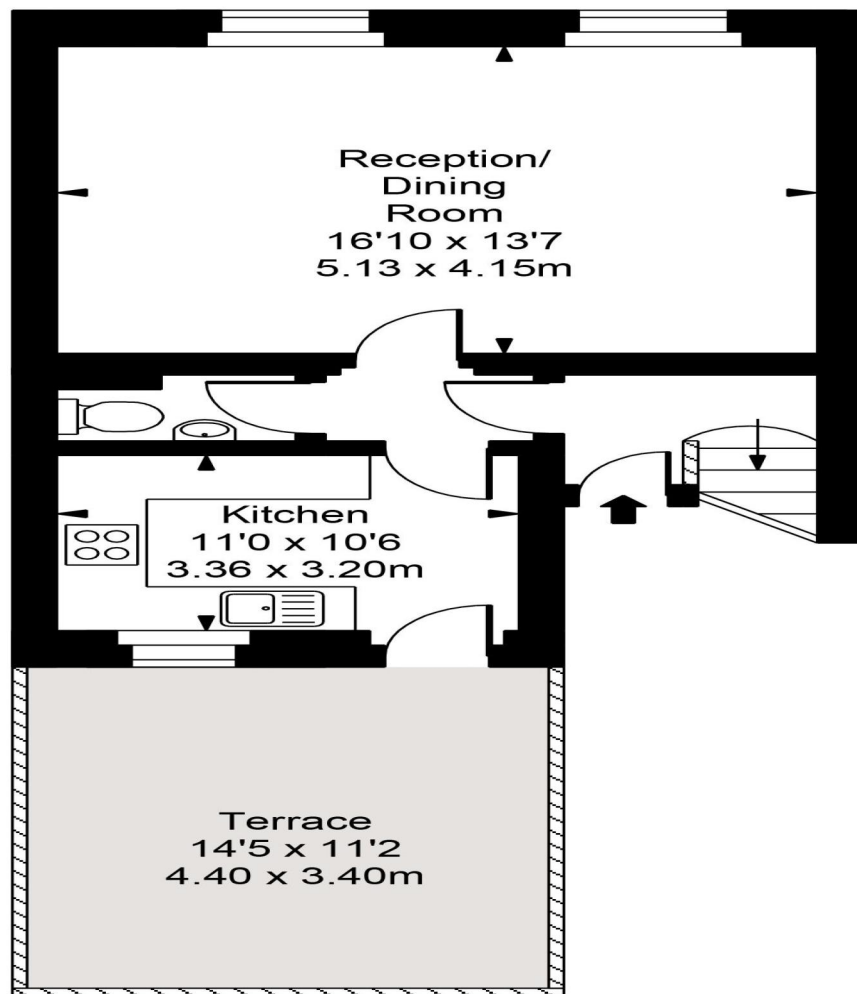 Reception/
Dining
Room
16'10 x 13'7
5.13 x 4.15m
Kitchen
11'0 x 10'6
3.36 x 3.20m
Terrace
14'5 x 11'2
4.40 x 3.40m